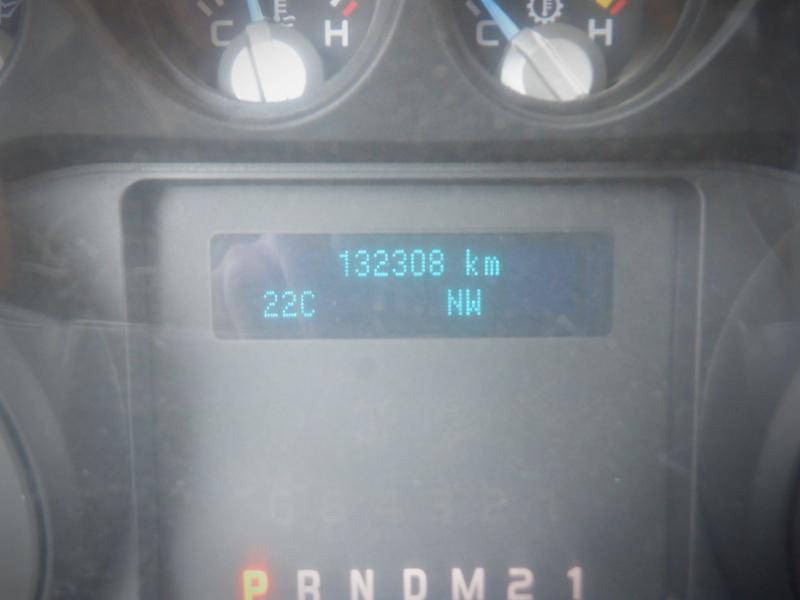 C H C H
132308 km
22C NW
P R N D M 2 1